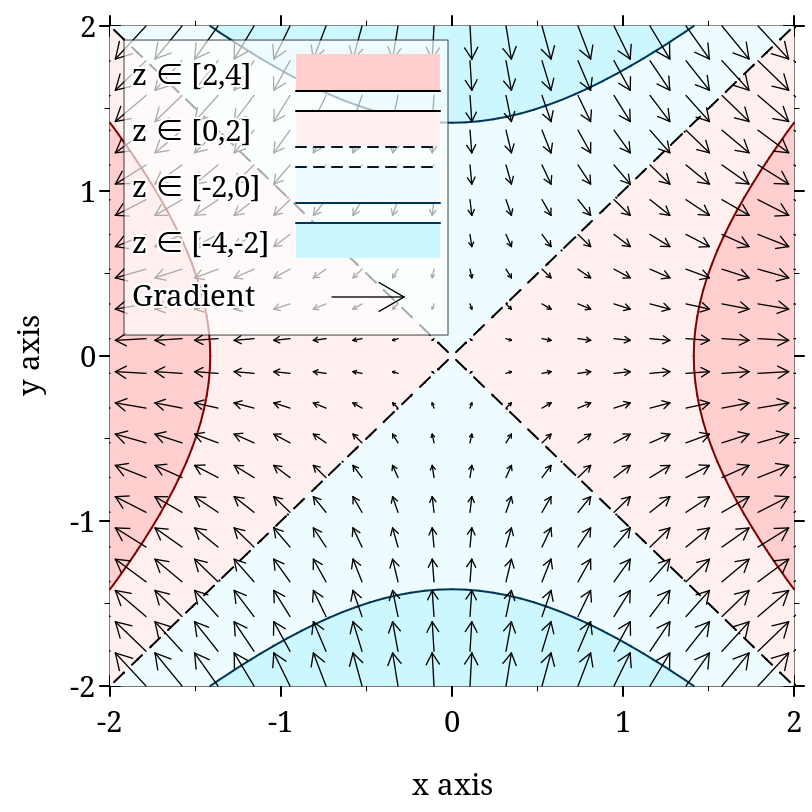 2
z ∈ [2,4]
z ∈ [0,2]
1
z ∈ [-2,0]
z ∈ [-4,-2]
Gradient
0
y axis
-1
-2
-2 -1 0 1 2
x axis